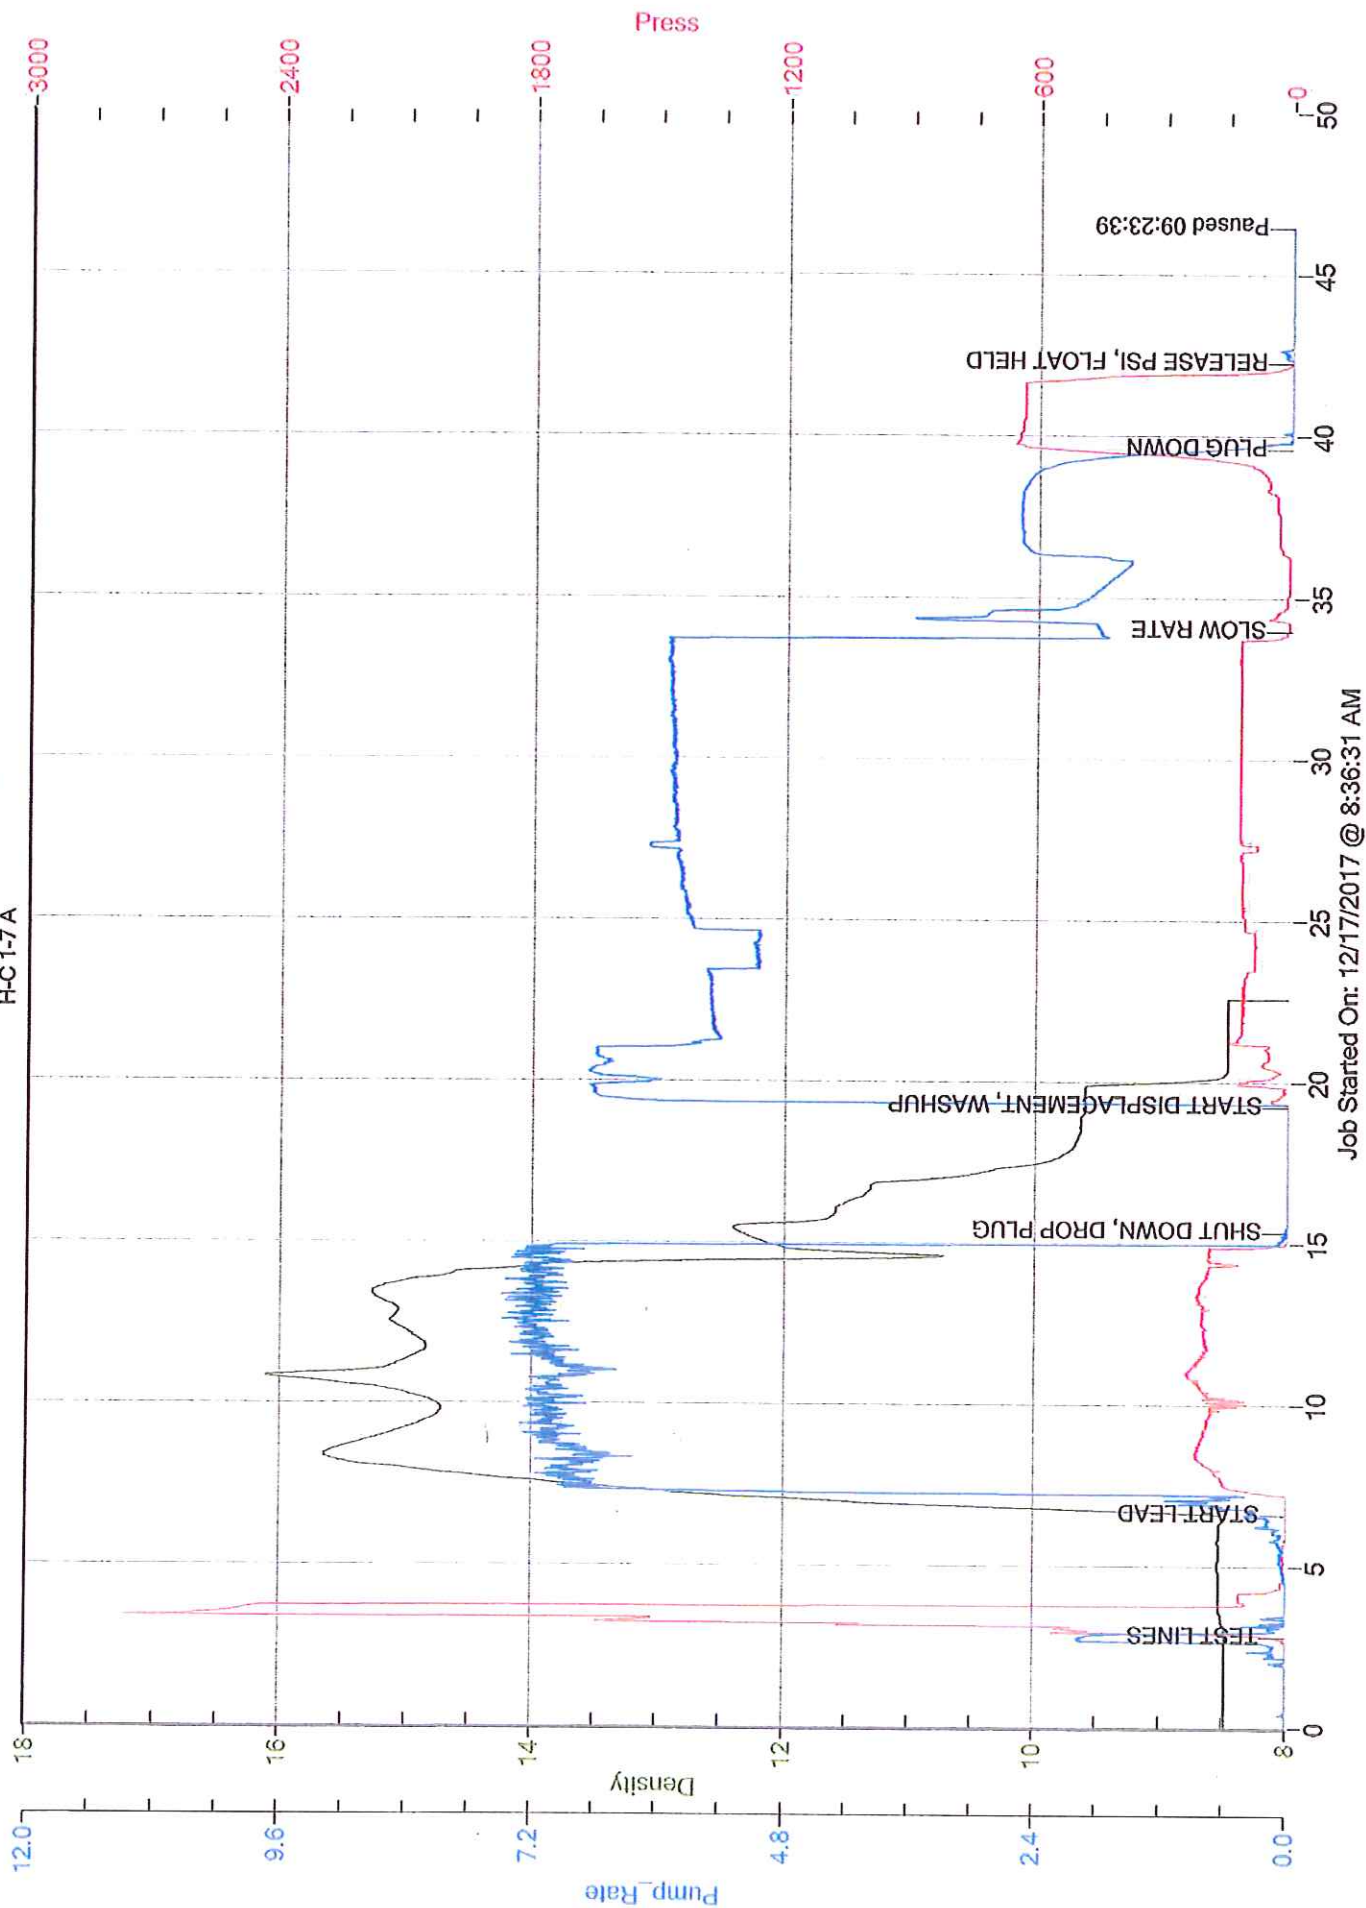 H-C 1-7 A
Pump_Rate
12.0
9.6
7.2
4.8
2.4
0.0
Density
18
16
14
12
10
8
Press
3000
2400
1800
1200
600
0
TEST LINES
START LEAD
SHUT DOWN, DROP PLUG
START DISPLACEMENT, WASHUP
SLOW RATE
PLUG DOWN
RELEASE PSI, FLOAT HELD
Paused 09:23:39
0
5
10
15
20
25
30
35
40
45
50
Job Started On: 12/17/2017 @ 8:36:31 AM